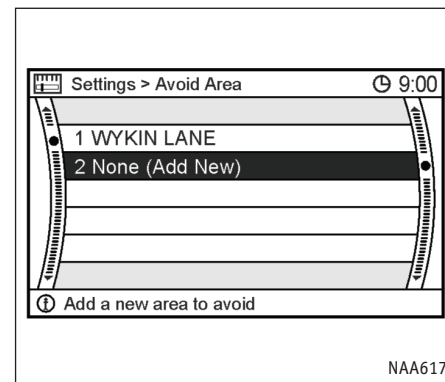 Settings > Avoid Area 9:00
1 WYKIN LANE
2 None (Add New)
Add a new area to avoid
NAA617